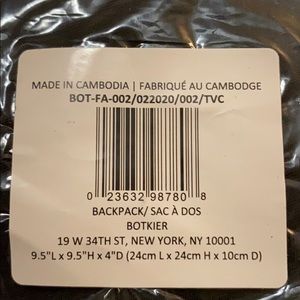 MADE IN CAMBODIA | FABRIQUÉ AU CAMBODGE
BOT-FA-002/022020/002/TVC
0 23632 98780 8
BACKPACK/ SAC À DOS
BOTKIER
19 W 34TH ST, NEW YORK, NY 10001
9.5"L x 9.5"H x 4"D (24cm L x 24cm H x 10cm D)